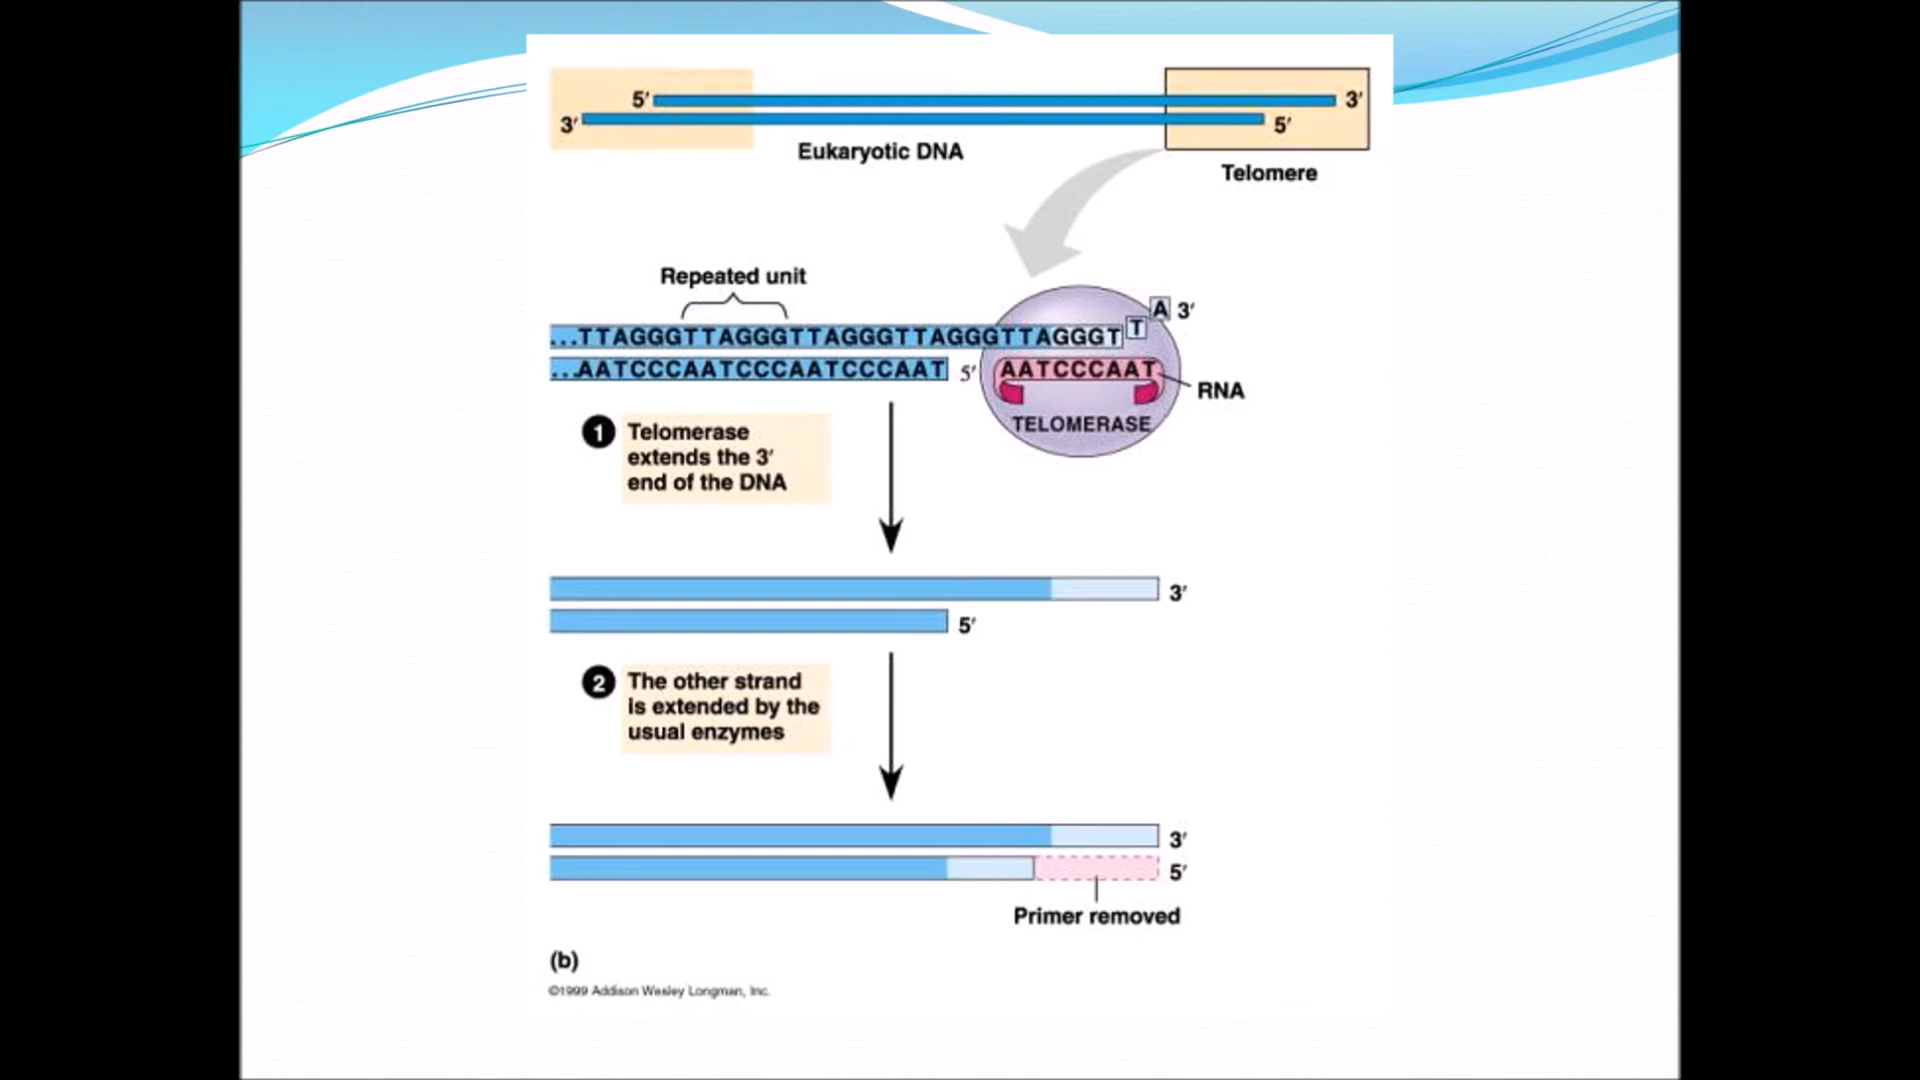 5′ 3′
3′ 5′
Eukaryotic DNA
Telomere
Repeated unit
A 3′
...TTAGGGTTAGGGTTAGGGTTAGGGTTAGGGT T
...AATCCCAATCCCAATCCCAAT 5′ AATCCCAAT
RNA
TELOMERASE
1 Telomerase
extends the 3′
end of the DNA
3′
5′
2 The other strand
is extended by the
usual enzymes
3′
5′
Primer removed
(b)
©1999 Addison Wesley Longman, Inc.